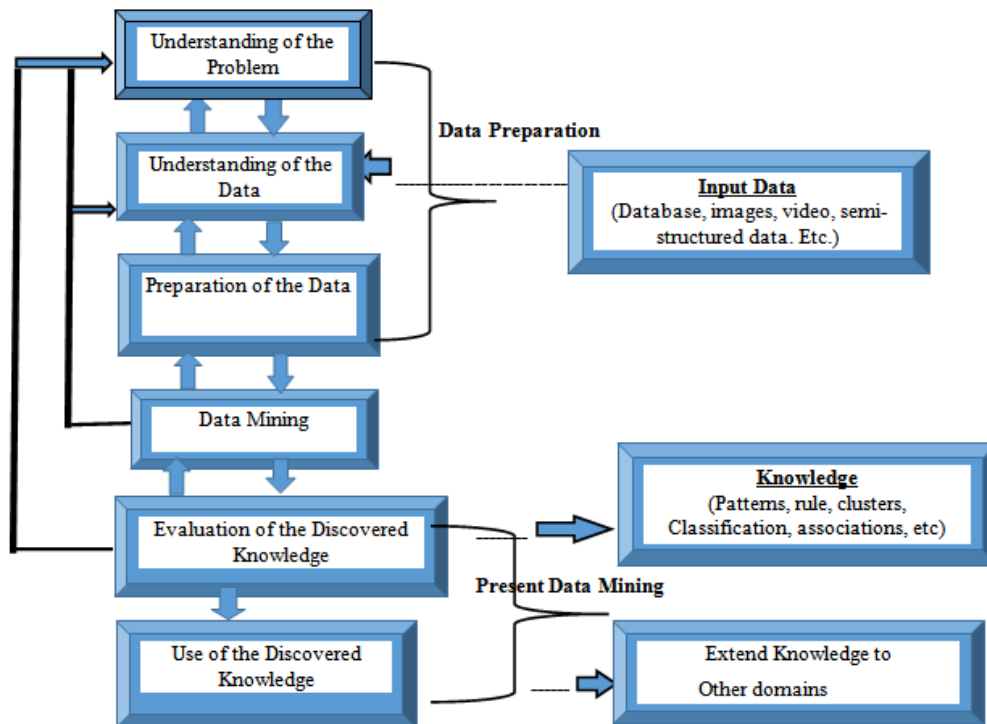 Understanding of the
Problem
Data Preparation
Understanding of the
Data
Input Data
(Database, images, video, semi-
structured data. Etc.)
Preparation of the Data
Data Mining
Knowledge
(Patterns, rule, clusters,
Classification, associations, etc)
Evaluation of the Discovered
Knowledge
Present Data Mining
Use of the Discovered
Knowledge
Extend Knowledge to
Other domains